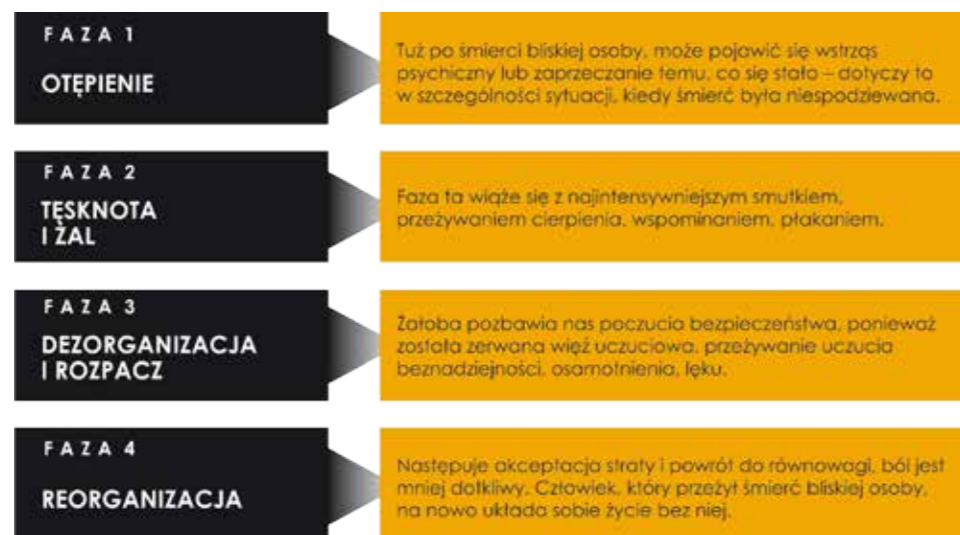 FAZA 1
OTĘPIENIE
Tuż po śmierci bliskiej osoby, może pojawić się wstrząs
psychiczny lub zaprzeczanie temu, co się stało – dotyczy to
w szczególności sytuacji, kiedy śmierć była niespodziewana.
FAZA 2
TĘSKNOTA
I ŻAL
Faza ta wiąże się z najintensywniejszym smutkiem,
przeżywaniem cierpienia, wspominaniem, płakaniem.
FAZA 3
DEZORGANIZACJA
I ROZPACZ
Żałoba pozbawia nas poczucia bezpieczeństwa, ponieważ
została zerwana więź uczuciowa, przeżywanie uczucia
beznadziejności, osamotnienia, lęku.
FAZA 4
REORGANIZACJA
Następuje akceptacja straty i powrót do równowagi, ból jest
mniej dotkliwy. Człowiek, który przeżył śmierć bliskiej osoby,
na nowo układa sobie życie bez niej.